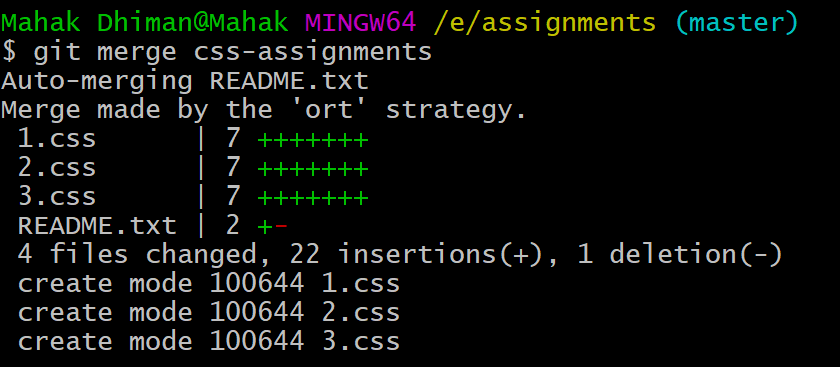 Mahak Dhiman@Mahak MINGW64 /e/assignments (master)
$ git merge css-assignments
Auto-merging README.txt
Merge made by the 'ort' strategy.
 1.css      | 7 +++++++
 2.css      | 7 +++++++
 3.css      | 7 +++++++
 README.txt | 2 +-
 4 files changed, 22 insertions(+), 1 deletion(-)
 create mode 100644 1.css
 create mode 100644 2.css
 create mode 100644 3.css